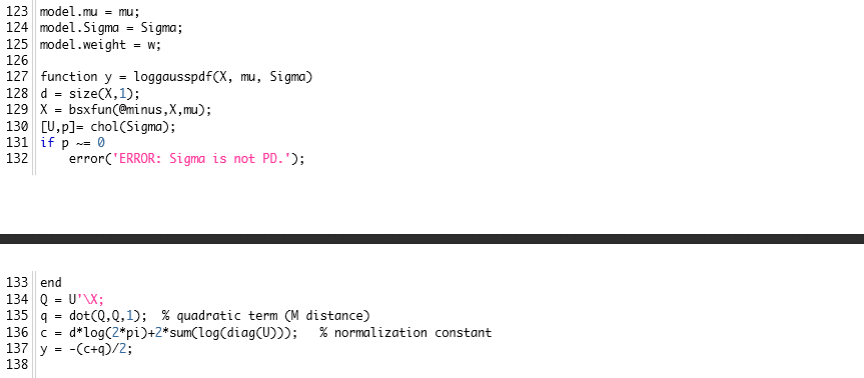 123 model.mu = mu;
124 model.Sigma = Sigma;
125 model.weight = w;
126
127 function y = loggausspdf(X, mu, Sigma)
128 d = size(X,1);
129 X = bsxfun(@minus,X,mu);
130 [U,p]= chol(Sigma);
131 if p ~= 0
132     error('ERROR: Sigma is not PD.');
133 end
134 Q = U'\X;
135 q = dot(Q,Q,1);  % quadratic term (M distance)
136 c = d*log(2*pi)+2*sum(log(diag(U)));   % normalization constant
137 y = -(c+q)/2;
138